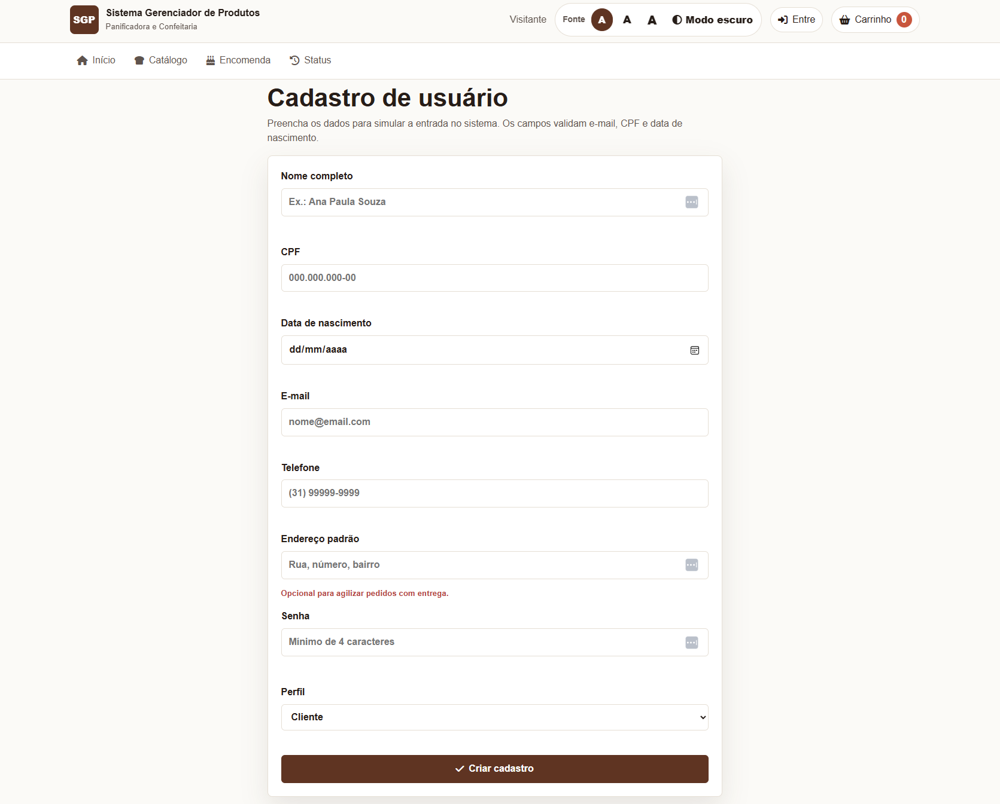 SGP
Sistema Gerenciador de Produtos
Panificadora e Confeitaria
Visitante
Fonte A A A Modo escuro
Entre
Carrinho 0
Início Catálogo Encomenda Status
Cadastro de usuário
Preencha os dados para simular a entrada no sistema. Os campos validam e-mail, CPF e data de
nascimento.
Nome completo
Ex.: Ana Paula Souza
CPF
000.000.000-00
Data de nascimento
dd/mm/aaaa
E-mail
nome@email.com
Telefone
(31) 99999-9999
Endereço padrão
Rua, número, bairro
Opcional para agilizar pedidos com entrega.
Senha
Mínimo de 4 caracteres
Perfil
Cliente
Criar cadastro